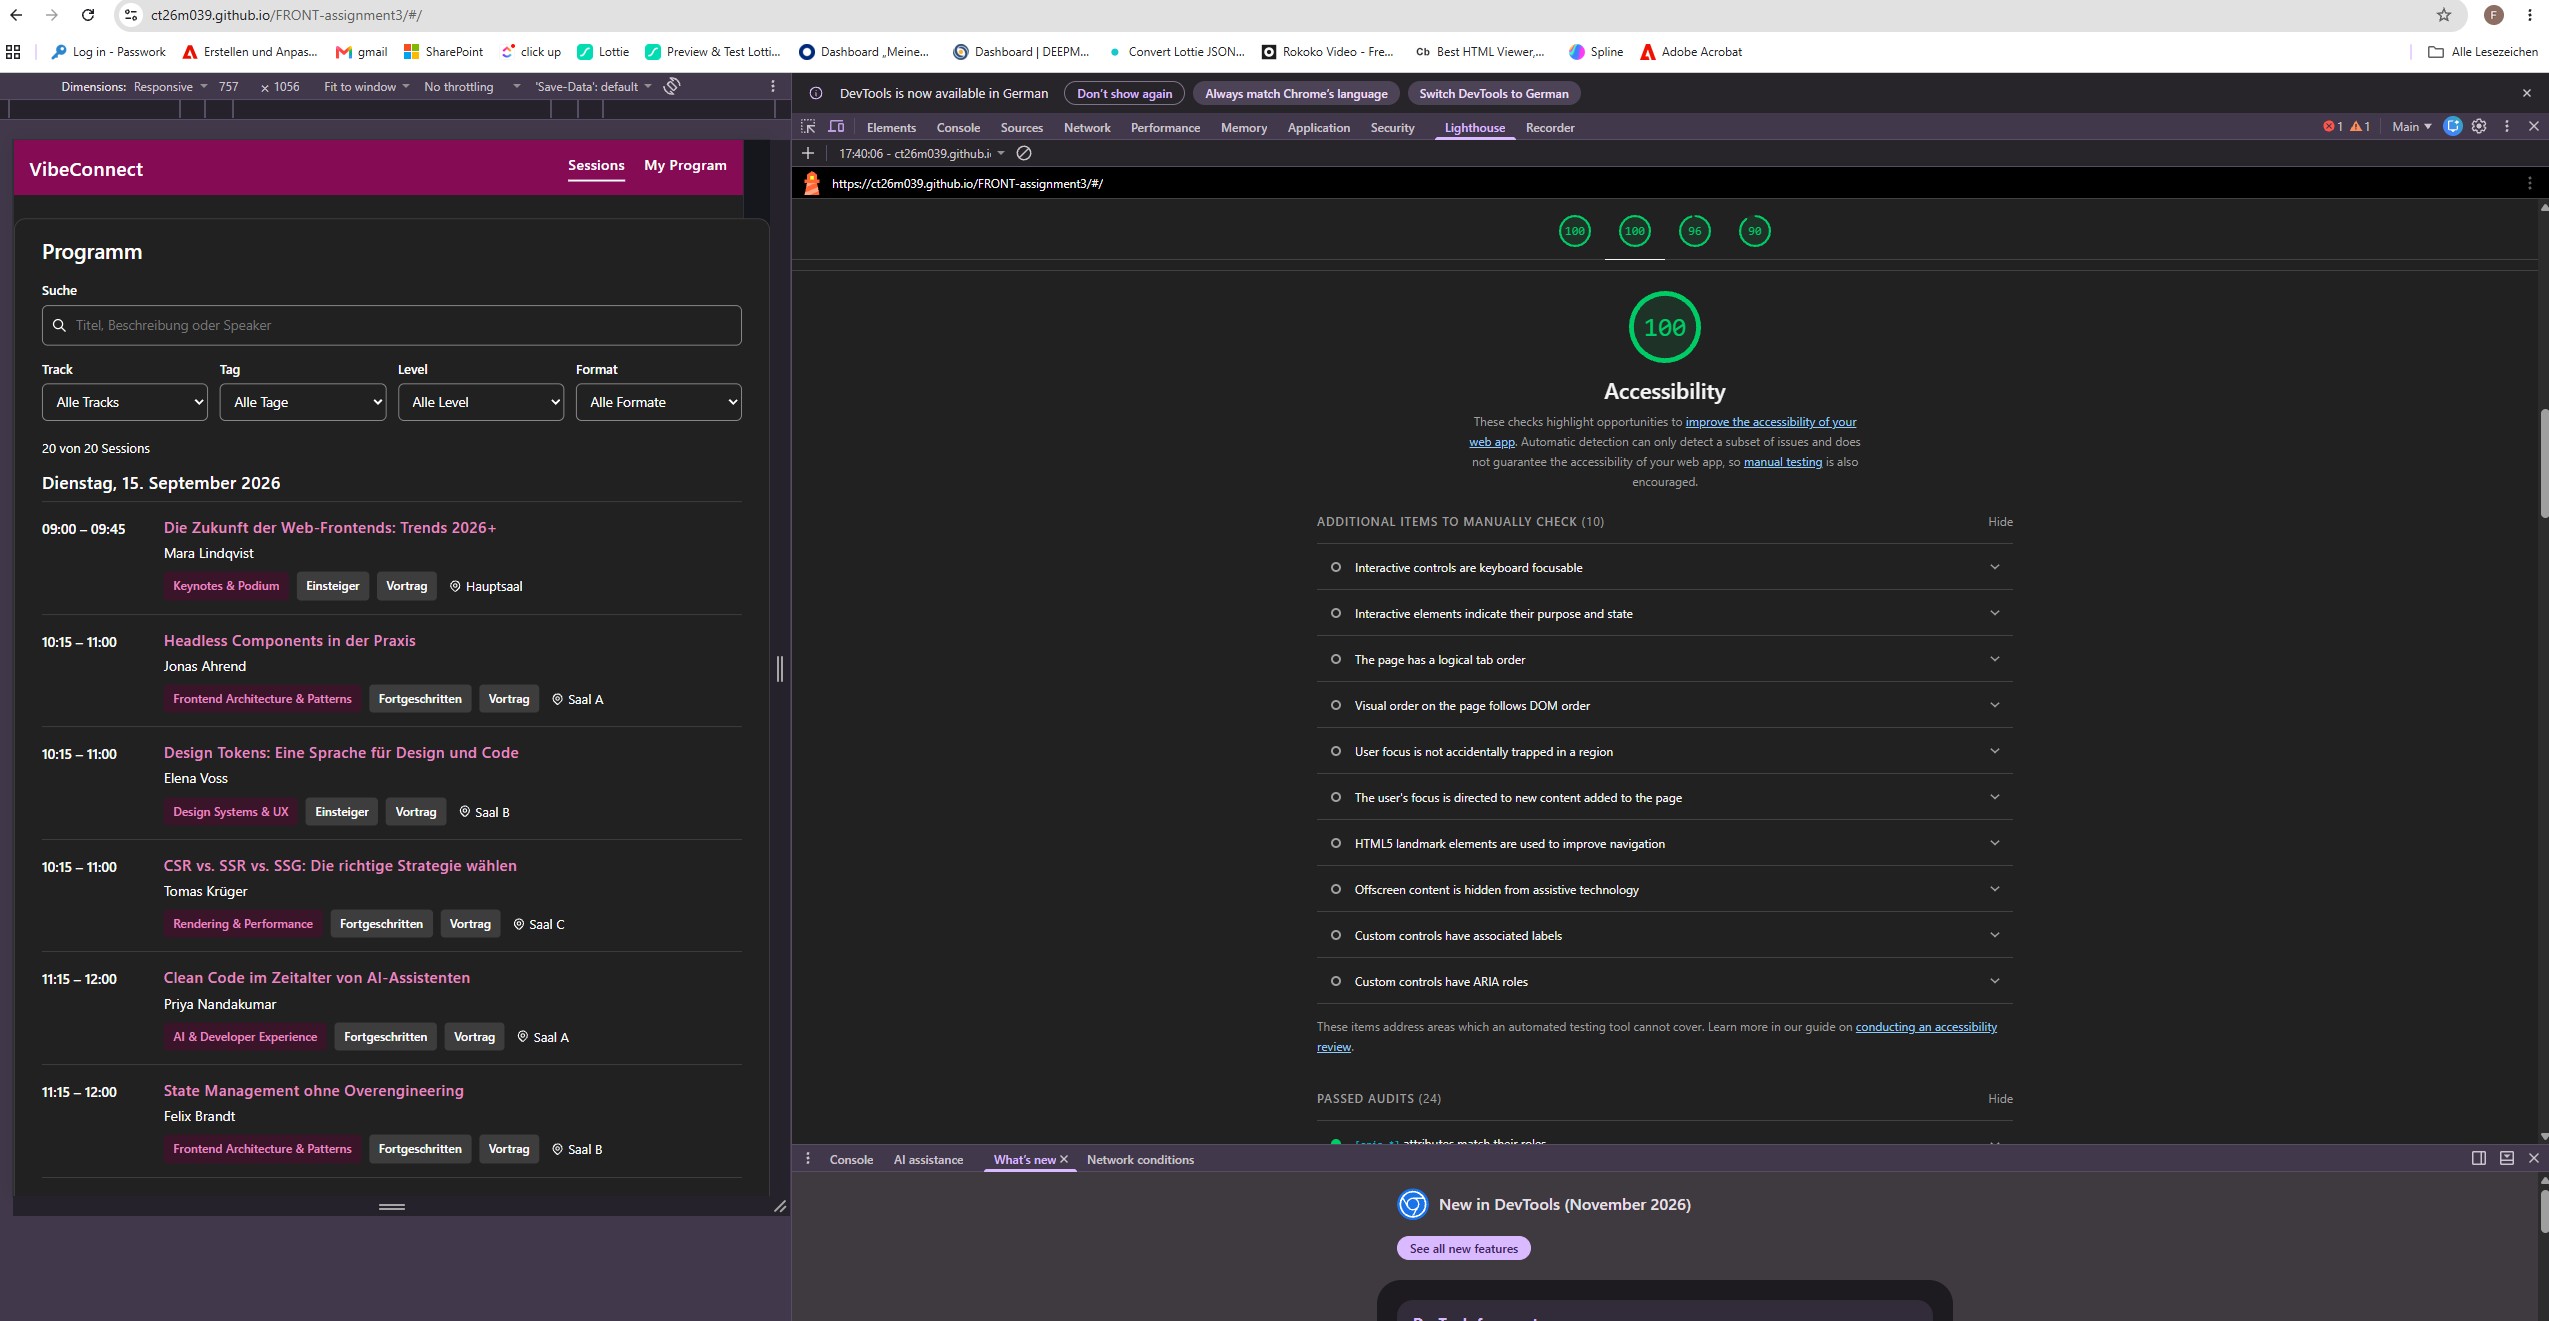 ct26m039.github.io/FRONT-assignment3/#/
Log in - Passwork
Erstellen und Anpas...
gmail
SharePoint
click up
Lottie
Preview & Test Lotti...
Dashboard „Meine...
Dashboard | DEEPM...
Convert Lottie JSON...
Rokoko Video - Fre...
Cb Best HTML Viewer,...
Spline
Adobe Acrobat
Alle Lesezeichen
F
Dimensions: Responsive 757 × 1056 Fit to window No throttling 'Save-Data': default
VibeConnect
Sessions
My Program
Programm
Suche
Titel, Beschreibung oder Speaker
Track Tag Level Format
Alle Tracks Alle Tage Alle Level Alle Formate
20 von 20 Sessions
Dienstag, 15. September 2026
09:00 – 09:45 Die Zukunft der Web-Frontends: Trends 2026+
Mara Lindqvist
Keynotes & Podium Einsteiger Vortrag Hauptsaal
10:15 – 11:00 Headless Components in der Praxis
Jonas Ahrend
Frontend Architecture & Patterns Fortgeschritten Vortrag Saal A
10:15 – 11:00 Design Tokens: Eine Sprache für Design und Code
Elena Voss
Design Systems & UX Einsteiger Vortrag Saal B
10:15 – 11:00 CSR vs. SSR vs. SSG: Die richtige Strategie wählen
Tomas Krüger
Rendering & Performance Fortgeschritten Vortrag Saal C
11:15 – 12:00 Clean Code im Zeitalter von AI-Assistenten
Priya Nandakumar
AI & Developer Experience Fortgeschritten Vortrag Saal A
11:15 – 12:00 State Management ohne Overengineering
Felix Brandt
Frontend Architecture & Patterns Fortgeschritten Vortrag Saal B
DevTools is now available in German Don't show again Always match Chrome's language Switch DevTools to German
Elements Console Sources Network Performance Memory Application Security Lighthouse Recorder 1 1 Main
17:40:06 - ct26m039.github.i
https://ct26m039.github.io/FRONT-assignment3/#/
100 100 96 90
100
Accessibility
These checks highlight opportunities to improve the accessibility of your
web app. Automatic detection can only detect a subset of issues and does
not guarantee the accessibility of your web app, so manual testing is also
encouraged.
ADDITIONAL ITEMS TO MANUALLY CHECK (10) Hide
Interactive controls are keyboard focusable
Interactive elements indicate their purpose and state
The page has a logical tab order
Visual order on the page follows DOM order
User focus is not accidentally trapped in a region
The user's focus is directed to new content added to the page
HTML5 landmark elements are used to improve navigation
Offscreen content is hidden from assistive technology
Custom controls have associated labels
Custom controls have ARIA roles
These items address areas which an automated testing tool cannot cover. Learn more in our guide on conducting an accessibility
review.
PASSED AUDITS (24) Hide
attributes match their roles
Console AI assistance What's new Network conditions
New in DevTools (November 2026)
See all new features